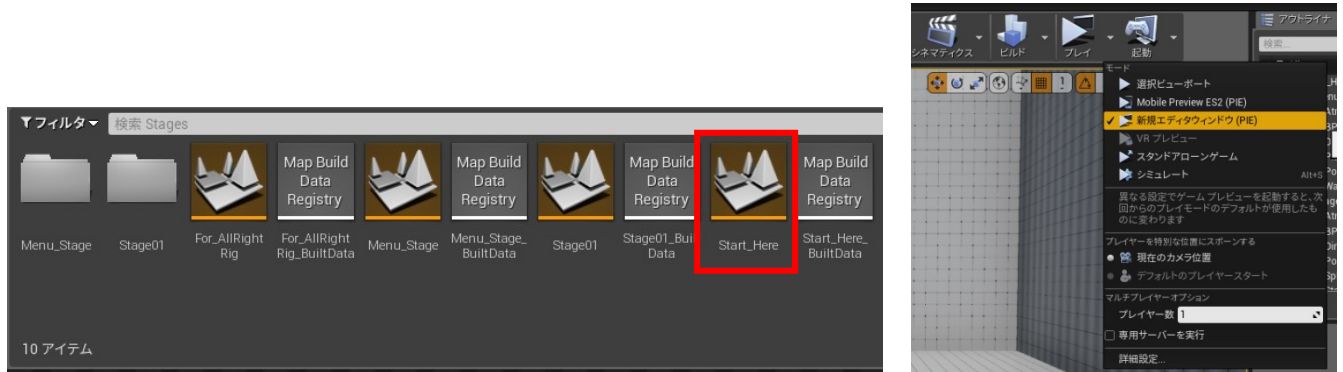 フィルタ
検索 Stages
Menu_Stage
Stage01
For_AllRight
Rig
Map Build
Data
Registry
For_AllRight
Rig_BuiltData
Menu_Stage
Map Build
Data
Registry
Menu_Stage_
BuiltData
Stage01
Map Build
Data
Registry
Stage01_Buil
Data
Start_Here
Map Build
Data
Registry
Start_Here_
BuiltData
10 アイテム
シネマティクス
ビルド
プレイ
起動
アウトライナ
検索...
モード
選択ビューポート
Mobile Preview ES2 (PIE)
新規エディタウィンドウ (PIE)
VR プレビュー
スタンドアローンゲーム
シミュレート Alt+S
異なる設定でゲーム プレビューを起動すると、次
回からのプレイモードのデフォルトが使用したも
のに変わります
プレイヤーを特別な位置にスポーンする
現在のカメラ位置
デフォルトのプレイヤースタート
マルチプレイヤーオプション
プレイヤー数 1
専用サーバーを実行
詳細設定...